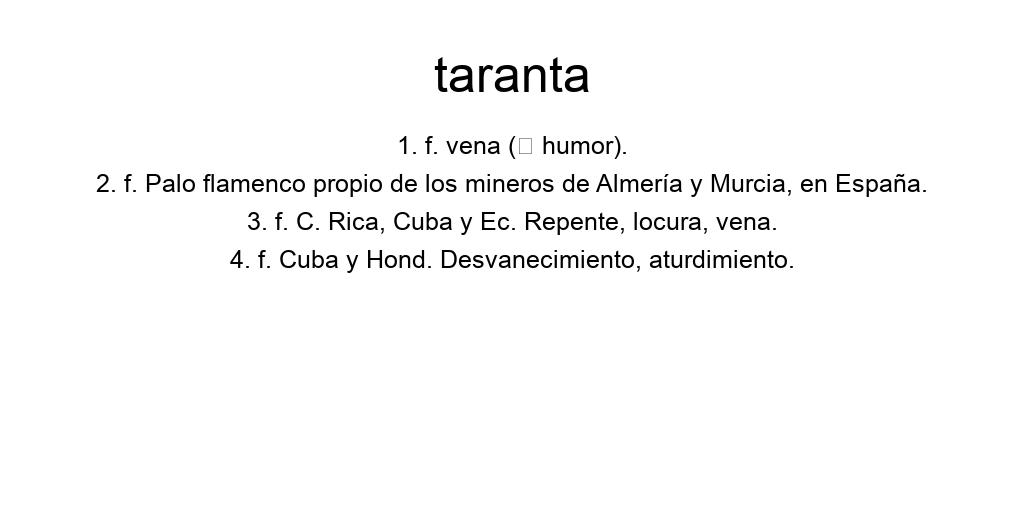 taranta
1. f. vena (□ humor).
2. f. Palo flamenco propio de los mineros de Almería y Murcia, en España.
3. f. C. Rica, Cuba y Ec. Repente, locura, vena.
4. f. Cuba y Hond. Desvanecimiento, aturdimiento.